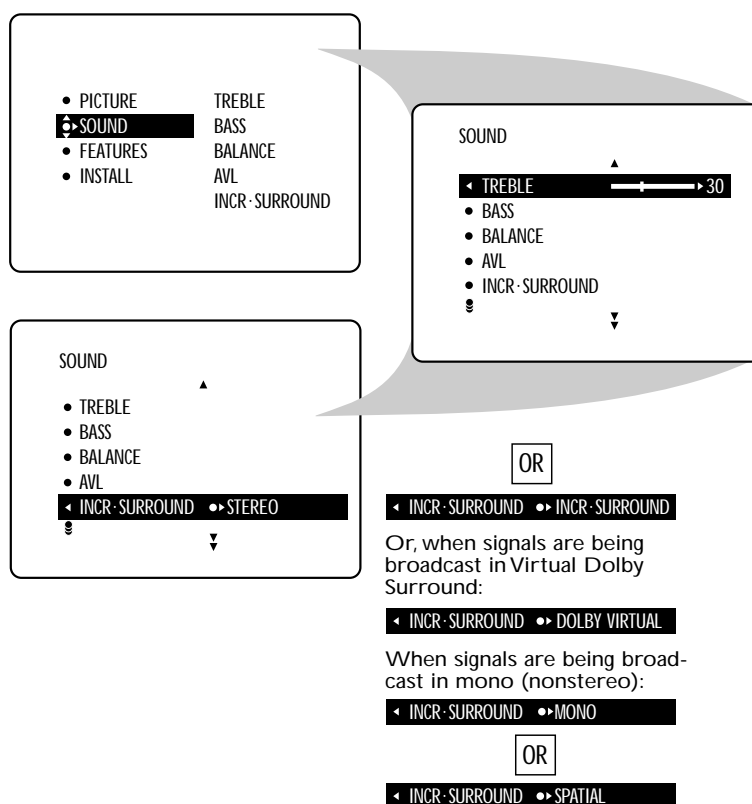 PICTURE TREBLE
SOUND BASS
FEATURES BALANCE
INSTALL AVL
INCR·SURROUND
SOUND
TREBLE 30
BASS
BALANCE
AVL
INCR·SURROUND
SOUND
TREBLE
BASS
BALANCE
AVL
INCR·SURROUND STEREO
OR
INCR·SURROUND INCR·SURROUND
Or, when signals are being
broadcast in Virtual Dolby
Surround:
INCR·SURROUND DOLBY VIRTUAL
When signals are being broad-
cast in mono (nonstereo):
INCR·SURROUND MONO
OR
INCR·SURROUND SPATIAL